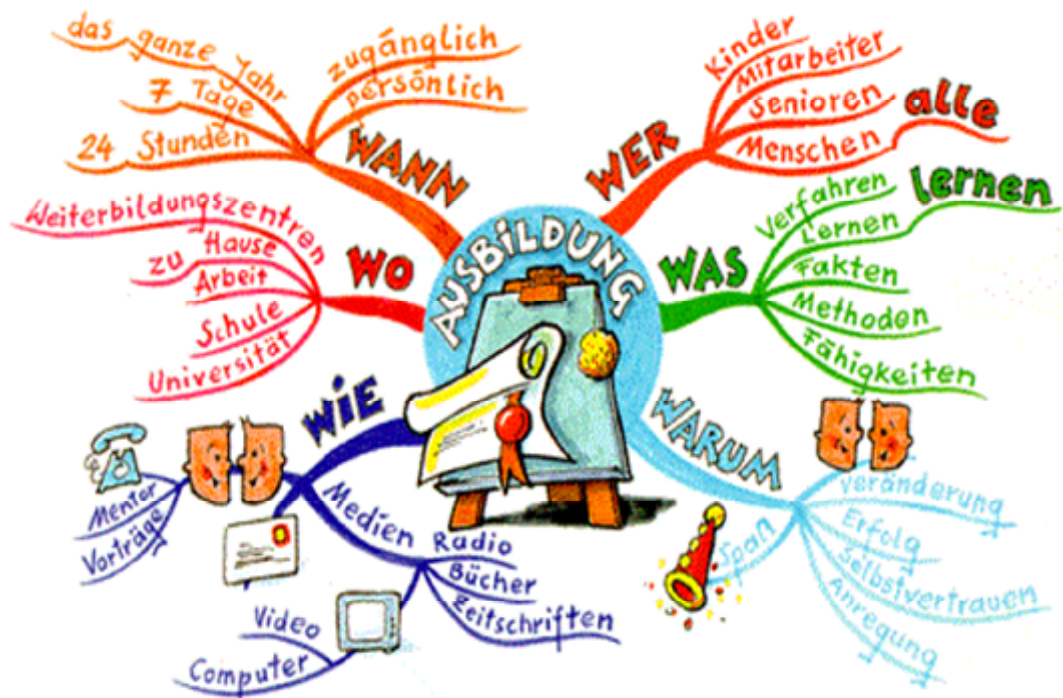 AUSBILDUNG
WANN
das ganze Jahr
7 Tage
24 Stunden
zugänglich
persönlich
WER
Kinder
Mitarbeiter
Senioren
Menschen alle
WAS
Verfahren
Lernen lernen
Fakten
Methoden
Fähigkeiten
WARUM
Veränderung
Erfolg
Selbstvertrauen
Anregung
Spaß
WIE
Mentor
Vorträge
Medien
Radio
Bücher
Zeitschriften
Video
Computer
WO
Weiterbildungszentren
zu Hause
Arbeit
Schule
Universität